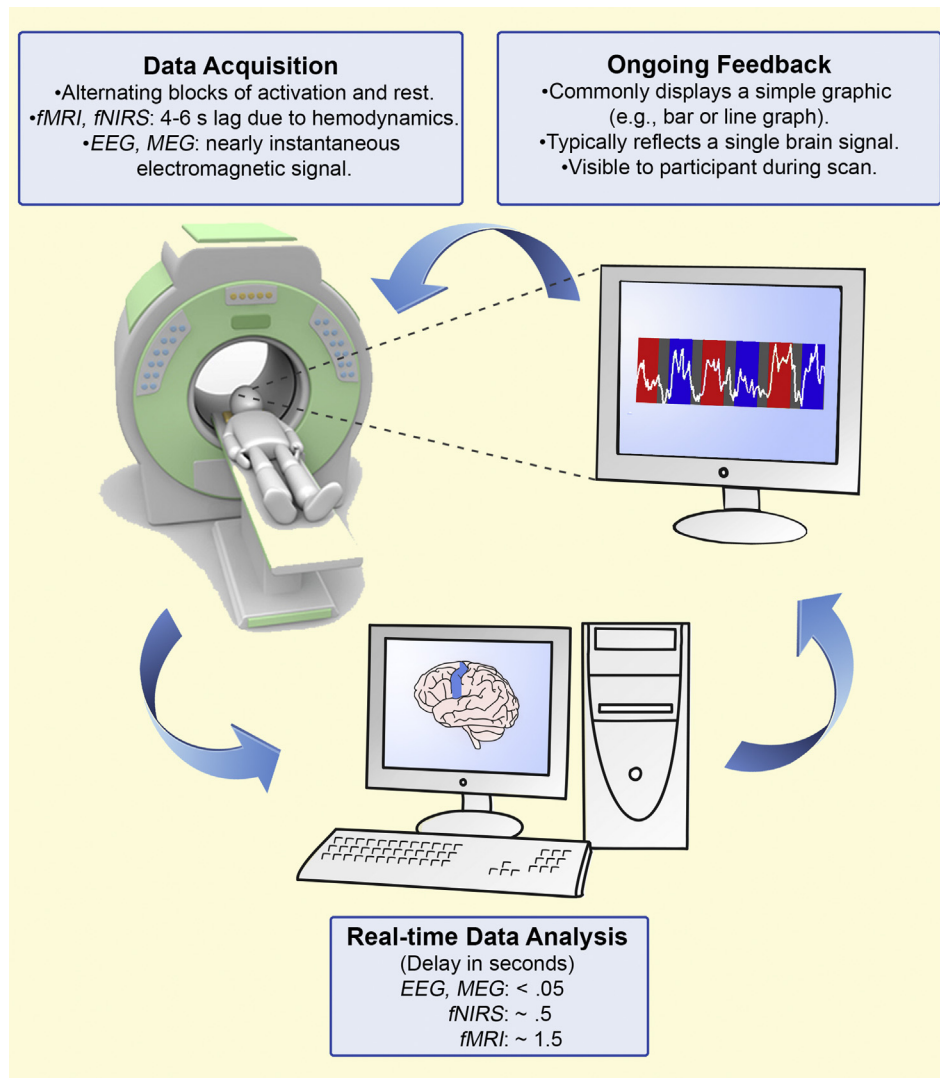 Data Acquisition
•Alternating blocks of activation and rest.
•fMRI, fNIRS: 4-6 s lag due to hemodynamics.
•EEG, MEG: nearly instantaneous
electromagnetic signal.
Ongoing Feedback
•Commonly displays a simple graphic
(e.g., bar or line graph).
•Typically reflects a single brain signal.
•Visible to participant during scan.
Real-time Data Analysis
(Delay in seconds)
EEG, MEG: < .05
fNIRS: ~ .5
fMRI: ~ 1.5